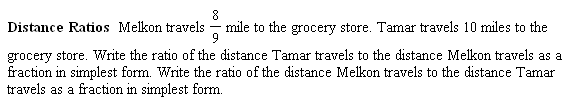 Distance Ratios Melkon travels 8/9 mile to the grocery store. Tamar travels 10 miles to the
grocery store. Write the ratio of the distance Tamar travels to the distance Melkon travels as a
fraction in simplest form. Write the ratio of the distance Melkon travels to the distance Tamar
travels as a fraction in simplest form.